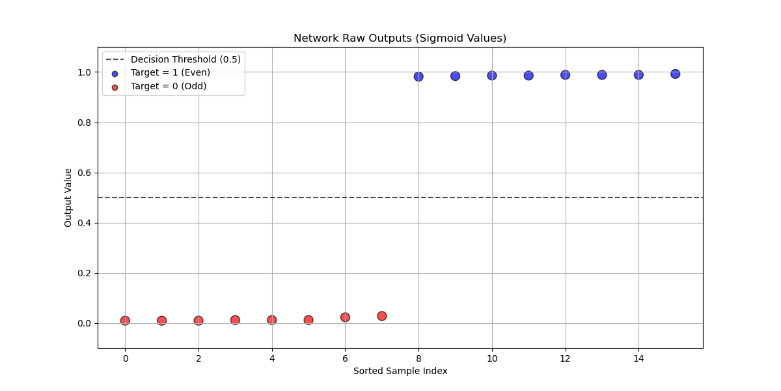 Network Raw Outputs (Sigmoid Values)
Decision Threshold (0.5)
Target = 1 (Even)
Target = 0 (Odd)
Output Value
1.0
0.8
0.6
0.4
0.2
0.0
0 2 4 6 8 10 12 14
Sorted Sample Index